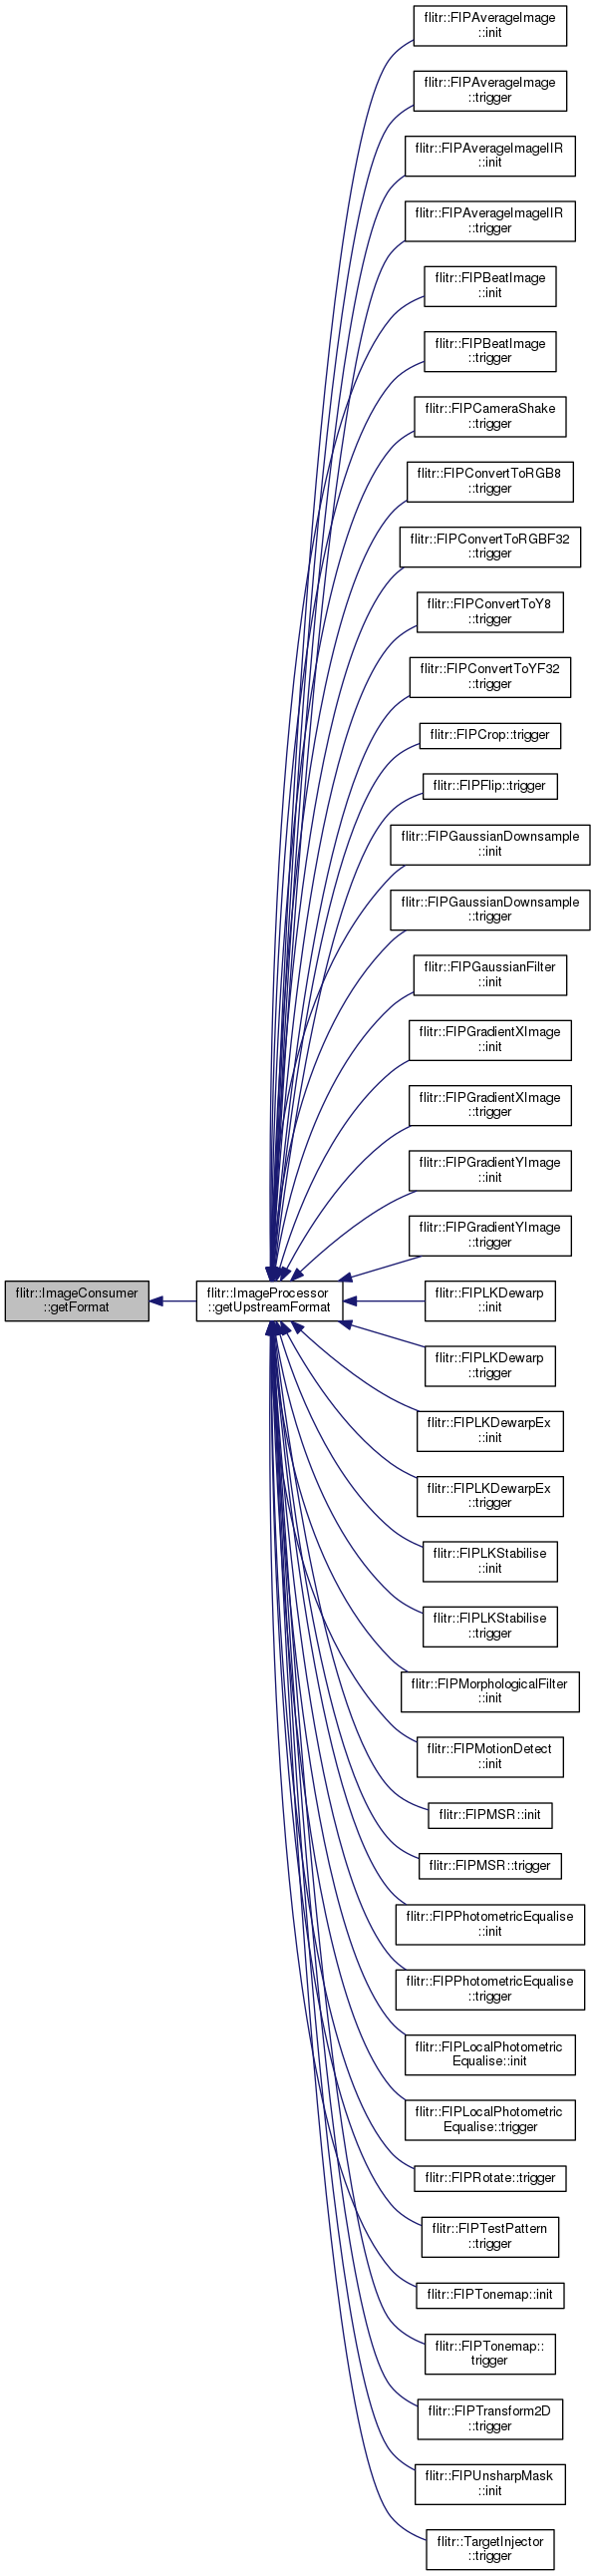 flitr::FIPAverageImage
::init
flitr::FIPAverageImage
::trigger
flitr::FIPAverageImageIIR
::init
flitr::FIPAverageImageIIR
::trigger
flitr::FIPBeatImage
::init
flitr::FIPBeatImage
::trigger
flitr::FIPCameraShake
::trigger
flitr::FIPConvertToRGB8
::trigger
flitr::FIPConvertToRGBF32
::trigger
flitr::FIPConvertToY8
::trigger
flitr::FIPConvertToYF32
::trigger
flitr::FIPCrop::trigger
flitr::FIPFlip::trigger
flitr::FIPGaussianDownsample
::init
flitr::FIPGaussianDownsample
::trigger
flitr::FIPGaussianFilter
::init
flitr::FIPGradientXImage
::init
flitr::FIPGradientXImage
::trigger
flitr::FIPGradientYImage
::init
flitr::FIPGradientYImage
::trigger
flitr::ImageConsumer
::getFormat
flitr::ImageProcessor
::getUpstreamFormat
flitr::FIPLKDewarp
::init
flitr::FIPLKDewarp
::trigger
flitr::FIPLKDewarpEx
::init
flitr::FIPLKDewarpEx
::trigger
flitr::FIPLKStabilise
::init
flitr::FIPLKStabilise
::trigger
flitr::FIPMorphologicalFilter
::init
flitr::FIPMotionDetect
::init
flitr::FIPMSR::init
flitr::FIPMSR::trigger
flitr::FIPPhotometricEqualise
::init
flitr::FIPPhotometricEqualise
::trigger
flitr::FIPLocalPhotometric
Equalise::init
flitr::FIPLocalPhotometric
Equalise::trigger
flitr::FIPRotate::trigger
flitr::FIPTestPattern
::trigger
flitr::FIPTonemap::init
flitr::FIPTonemap::
trigger
flitr::FIPTransform2D
::trigger
flitr::FIPUnsharpMask
::init
flitr::TargetInjector
::trigger